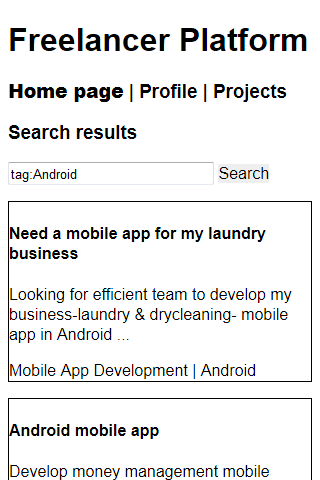 Freelancer Platform
Home page | Profile | Projects
Search results
tag:Android Search
Need a mobile app for my laundry
business
Looking for efficient team to develop my
business-laundry & drycleaning- mobile
app in Android ...
Mobile App Development | Android
Android mobile app
Develop money management mobile